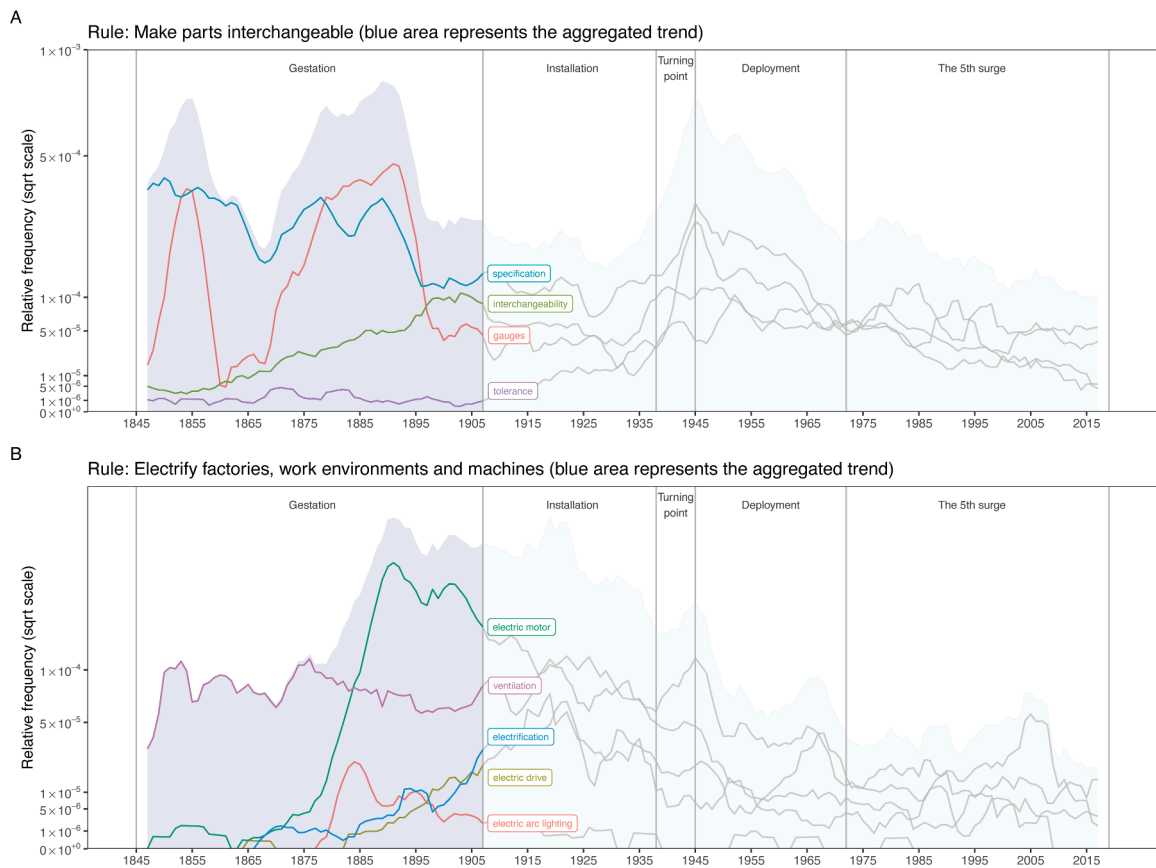 A
Rule: Make parts interchangeable (blue area represents the aggregated trend)
Relative frequency (sqrt scale)
1×10⁻³
5×10⁻⁴
1×10⁻⁴
5×10⁻⁵
1×10⁻⁵
5×10⁻⁶
1×10⁻⁶
0×10⁺⁰
Gestation
Installation
Turning
point
Deployment
The 5th surge
specification
interchangeability
gauges
tolerance
1845 1855 1865 1875 1885 1895 1905 1915 1925 1935 1945 1955 1965 1975 1985 1995 2005 2015
B
Rule: Electrify factories, work environments and machines (blue area represents the aggregated trend)
Relative frequency (sqrt scale)
1×10⁻⁴
5×10⁻⁵
1×10⁻⁵
5×10⁻⁶
1×10⁻⁶
0×10⁺⁰
Gestation
Installation
Turning
point
Deployment
The 5th surge
electric motor
ventilation
electrification
electric drive
electric arc lighting
1845 1855 1865 1875 1885 1895 1905 1915 1925 1935 1945 1955 1965 1975 1985 1995 2005 2015